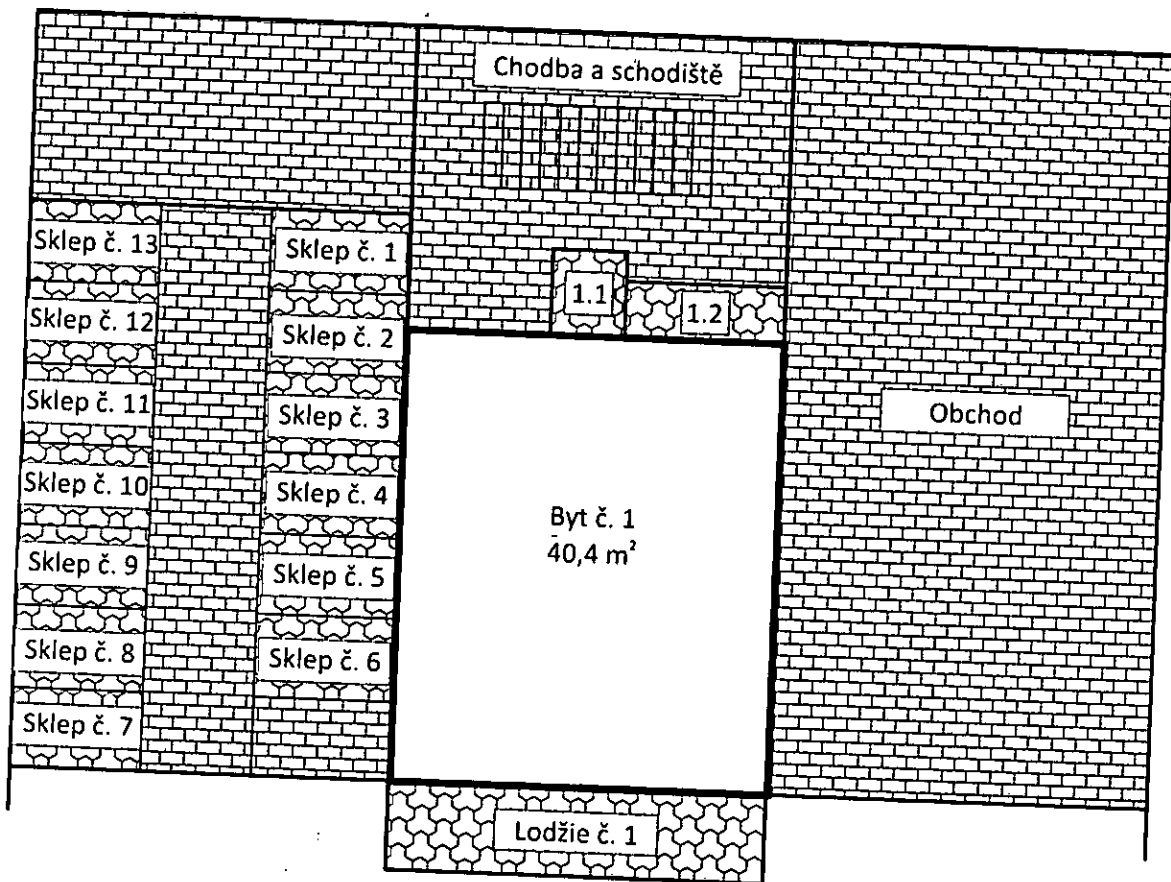 Chodba a schodiště
Sklep č. 13
Sklep č. 12
Sklep č. 11
Sklep č. 10
Sklep č. 9
Sklep č. 8
Sklep č. 7
Sklep č. 1
Sklep č. 2
Sklep č. 3
Sklep č. 4
Sklep č. 5
Sklep č. 6
1.1
1.2
Byt č. 1
40,4 m²
Obchod
Lodžie č. 1